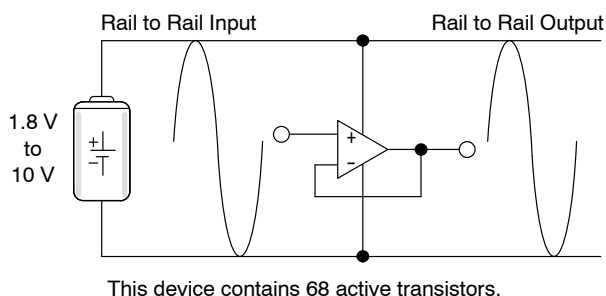 Rail to Rail Input
Rail to Rail Output
1.8 V
to
10 V
+
−
+
-
This device contains 68 active transistors.